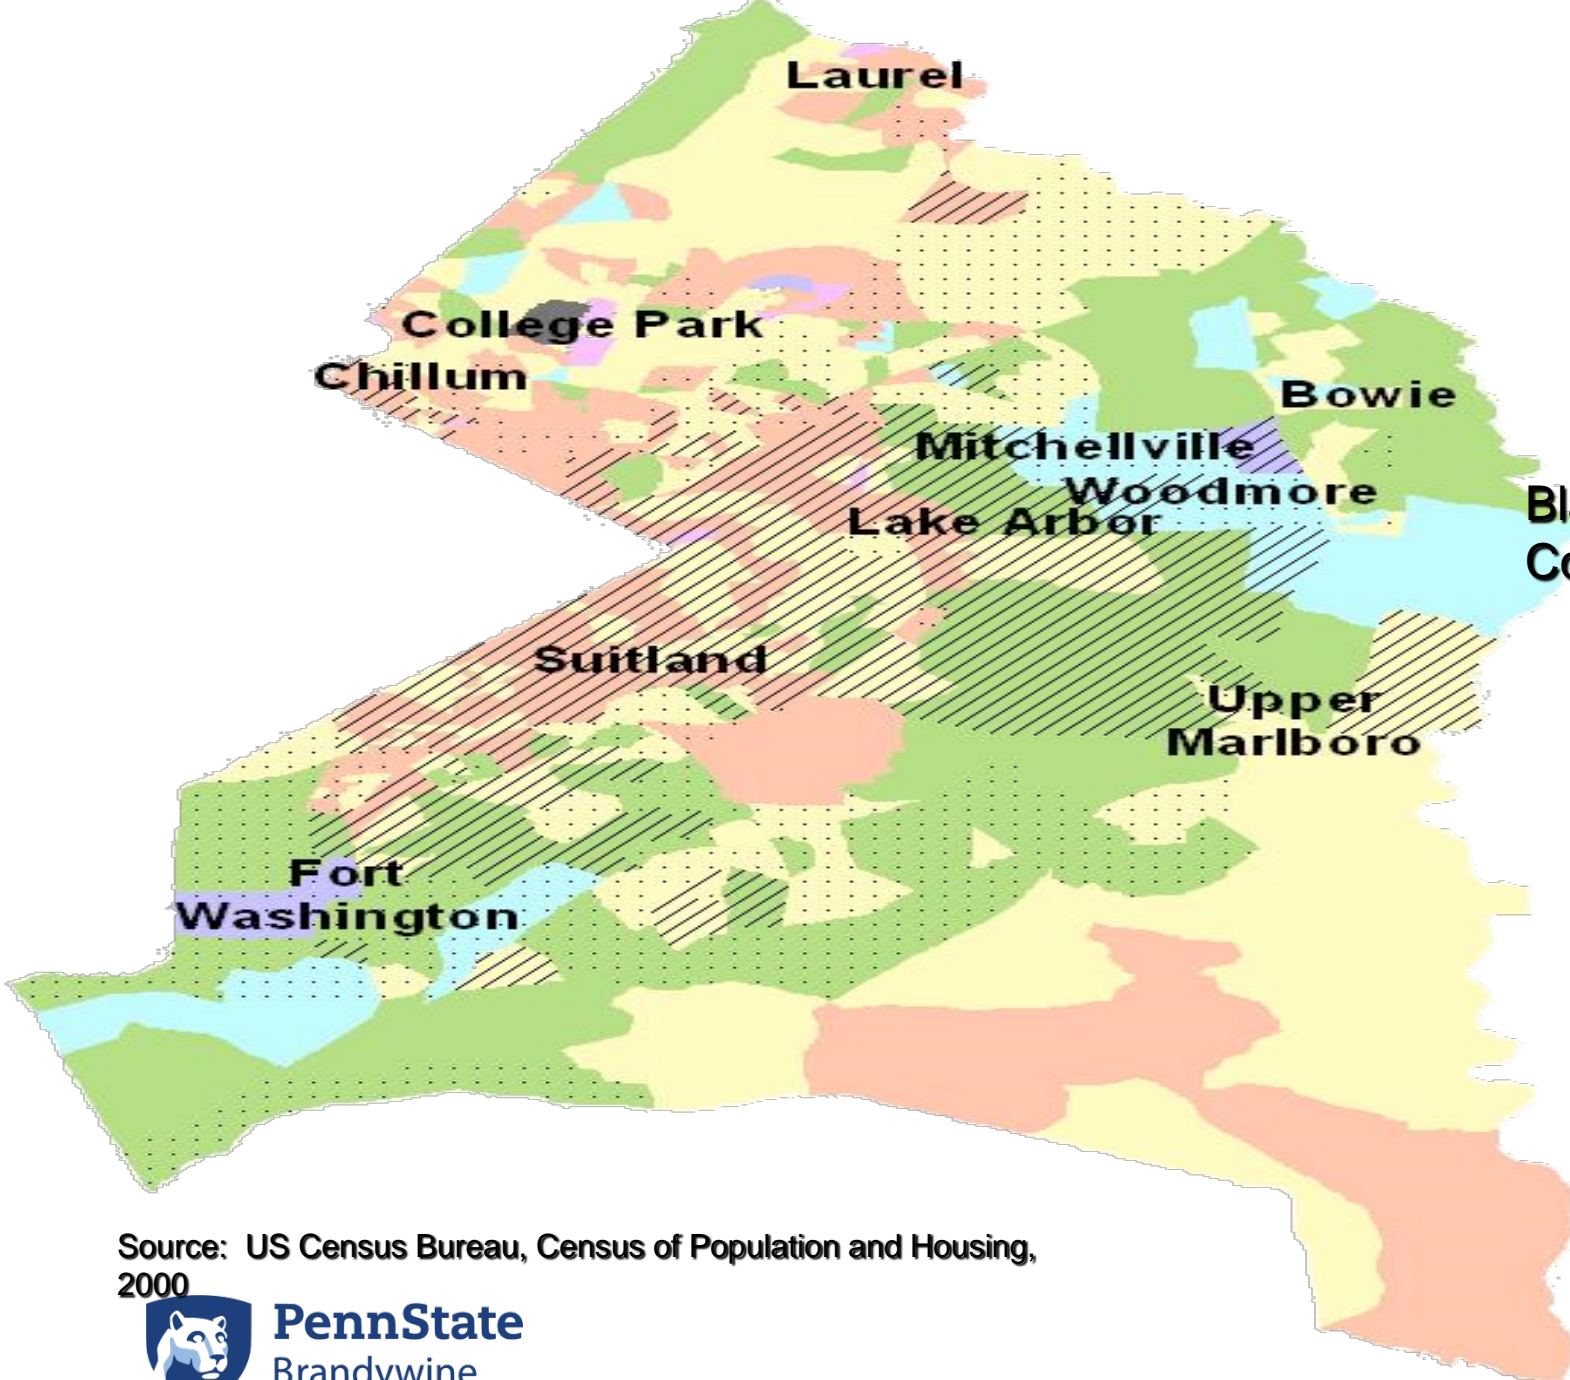 Laurel
College Park
Chillum
Bowie
Mitchellville
Woodmore
Lake Arbor
Suitland
Upper
Marlboro
Fort
Washington
Source: US Census Bureau, Census of Population and Housing,
2000
PennState
Brandywine